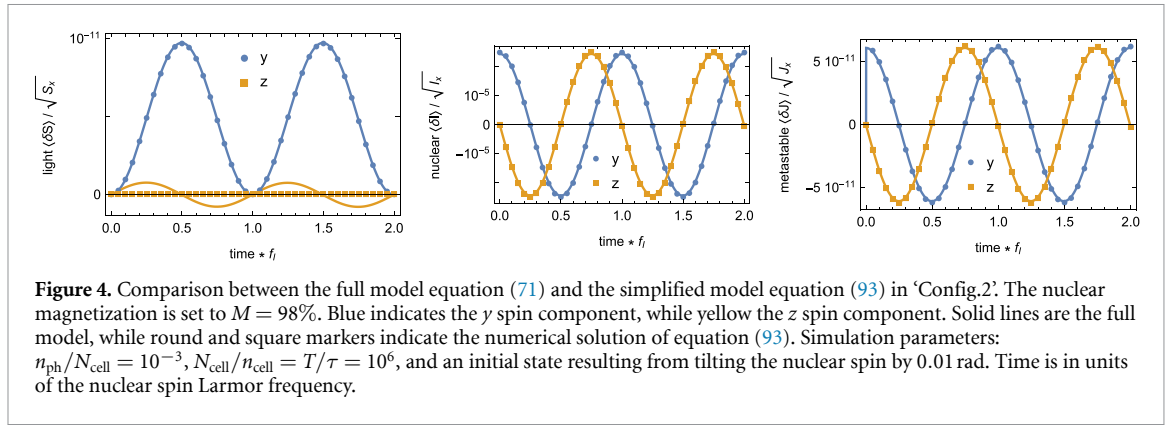 10⁻¹¹
0
light ⟨δS⟩ / √Sₓ
y
z
0.0 0.5 1.0 1.5 2.0
time * f_I
10⁻⁵
0
-10⁻⁵
nuclear ⟨δI⟩ / √Iₓ
y
z
0.0 0.5 1.0 1.5 2.0
time * f_I
5 10⁻¹¹
0
-5 10⁻¹¹
metastable ⟨δJ⟩ / √Jₓ
y
z
0.0 0.5 1.0 1.5 2.0
time * f_I
Figure 4. Comparison between the full model equation (71) and the simplified model equation (93) in ‘Config.2’. The nuclear
magnetization is set to M = 98%. Blue indicates the y spin component, while yellow the z spin component. Solid lines are the full
model, while round and square markers indicate the numerical solution of equation (93). Simulation parameters:
n_ph/N_cell = 10⁻³, N_cell/n_cell = T/τ = 10⁶, and an initial state resulting from tilting the nuclear spin by 0.01 rad. Time is in units
of the nuclear spin Larmor frequency.